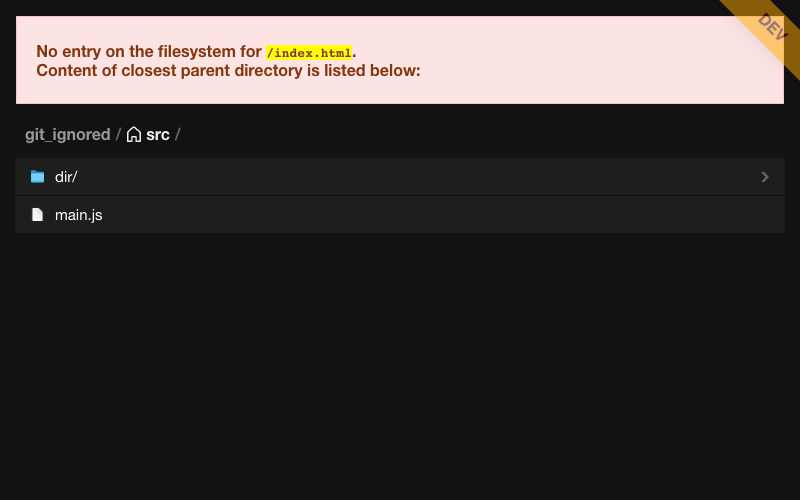 No entry on the filesystem for /index.html.
Content of closest parent directory is listed below:
DEV
git_ignored / src /
dir/
main.js